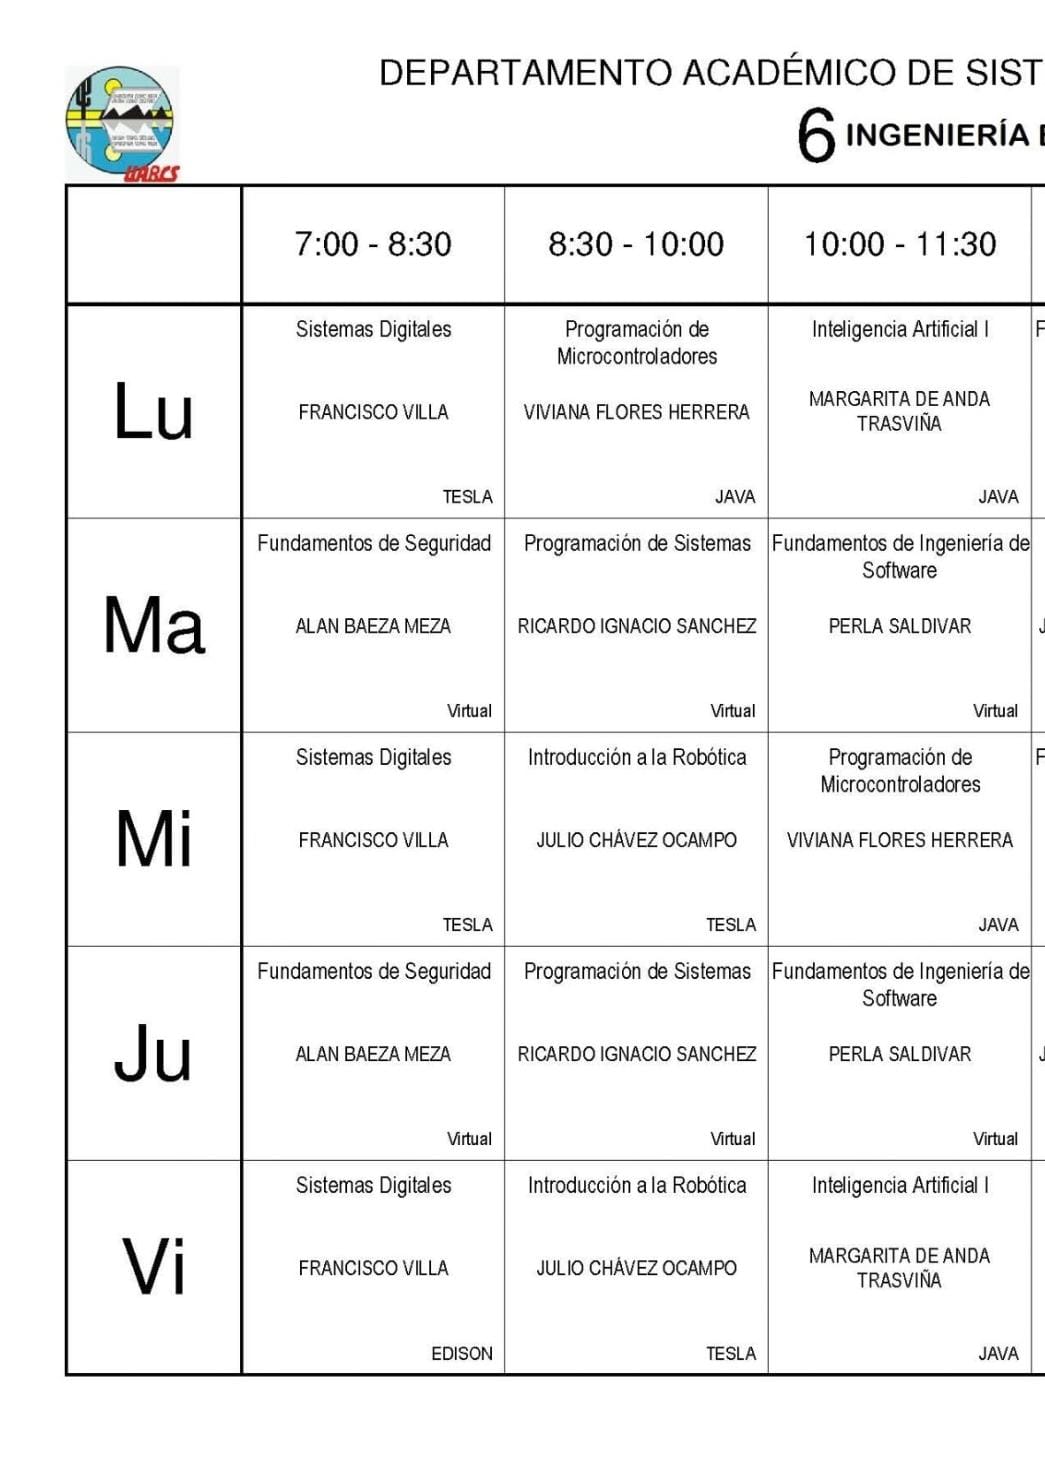 DEPARTAMENTO ACADÉMICO DE SIST
6 INGENIERÍA
UABCS
7:00 - 8:30
8:30 - 10:00
10:00 - 11:30
Lu
Sistemas Digitales
FRANCISCO VILLA
TESLA
Programación de
Microcontroladores
VIVIANA FLORES HERRERA
JAVA
Inteligencia Artificial I
MARGARITA DE ANDA
TRASVIÑA
JAVA
F
Ma
Fundamentos de Seguridad
ALAN BAEZA MEZA
Virtual
Programación de Sistemas
RICARDO IGNACIO SANCHEZ
Virtual
Fundamentos de Ingeniería de
Software
PERLA SALDIVAR
Virtual
J
Mi
Sistemas Digitales
FRANCISCO VILLA
TESLA
Introducción a la Robótica
JULIO CHÁVEZ OCAMPO
TESLA
Programación de
Microcontroladores
VIVIANA FLORES HERRERA
JAVA
F
Ju
Fundamentos de Seguridad
ALAN BAEZA MEZA
Virtual
Programación de Sistemas
RICARDO IGNACIO SANCHEZ
Virtual
Fundamentos de Ingeniería de
Software
PERLA SALDIVAR
Virtual
J
Vi
Sistemas Digitales
FRANCISCO VILLA
EDISON
Introducción a la Robótica
JULIO CHÁVEZ OCAMPO
TESLA
Inteligencia Artificial I
MARGARITA DE ANDA
TRASVIÑA
JAVA